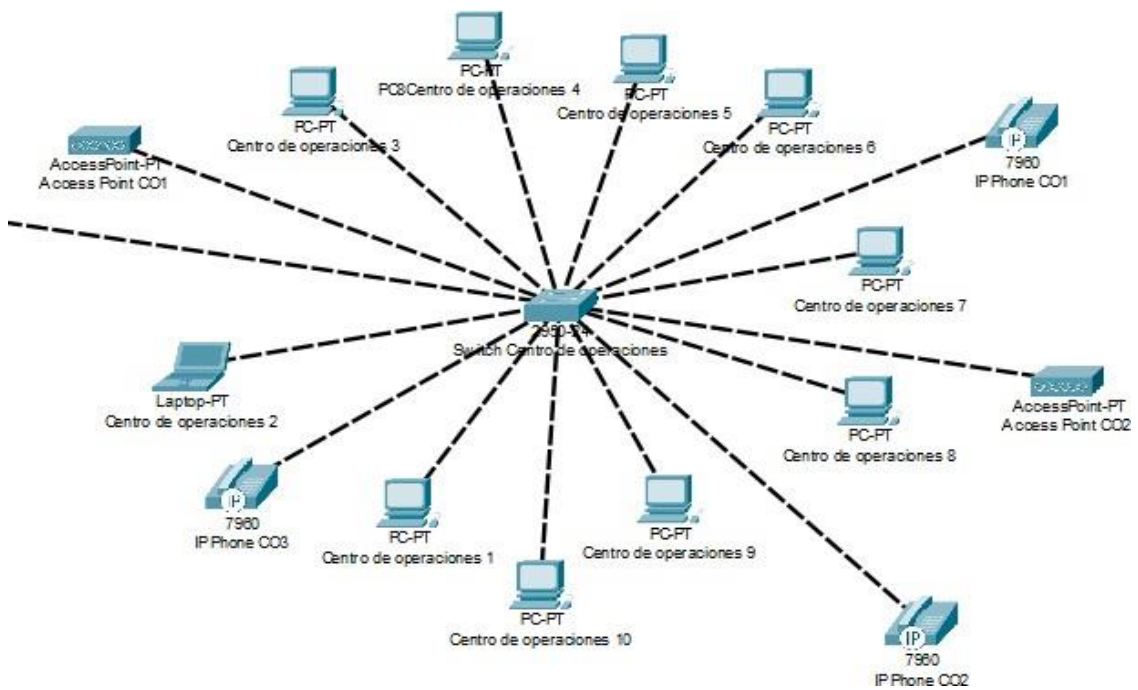 PC-PT
PC8Centro de operaciones 4
PC-PT
Centro de operaciones 5
PC-PT
Centro de operaciones 3
PC-PT
Centro de operaciones 6
AccessPoint-PT
Access Point CO1
IP
7960
IP Phone CO1
PC-PT
Centro de operaciones 7
2950-24
Switch Centro de operaciones
Laptop-PT
Centro de operaciones 2
AccessPoint-PT
Access Point CO2
PC-PT
Centro de operaciones 8
IP
7960
IP Phone CO3
PC-PT
Centro de operaciones 1
PC-PT
Centro de operaciones 9
PC-PT
Centro de operaciones 10
IP
7960
IP Phone CO2